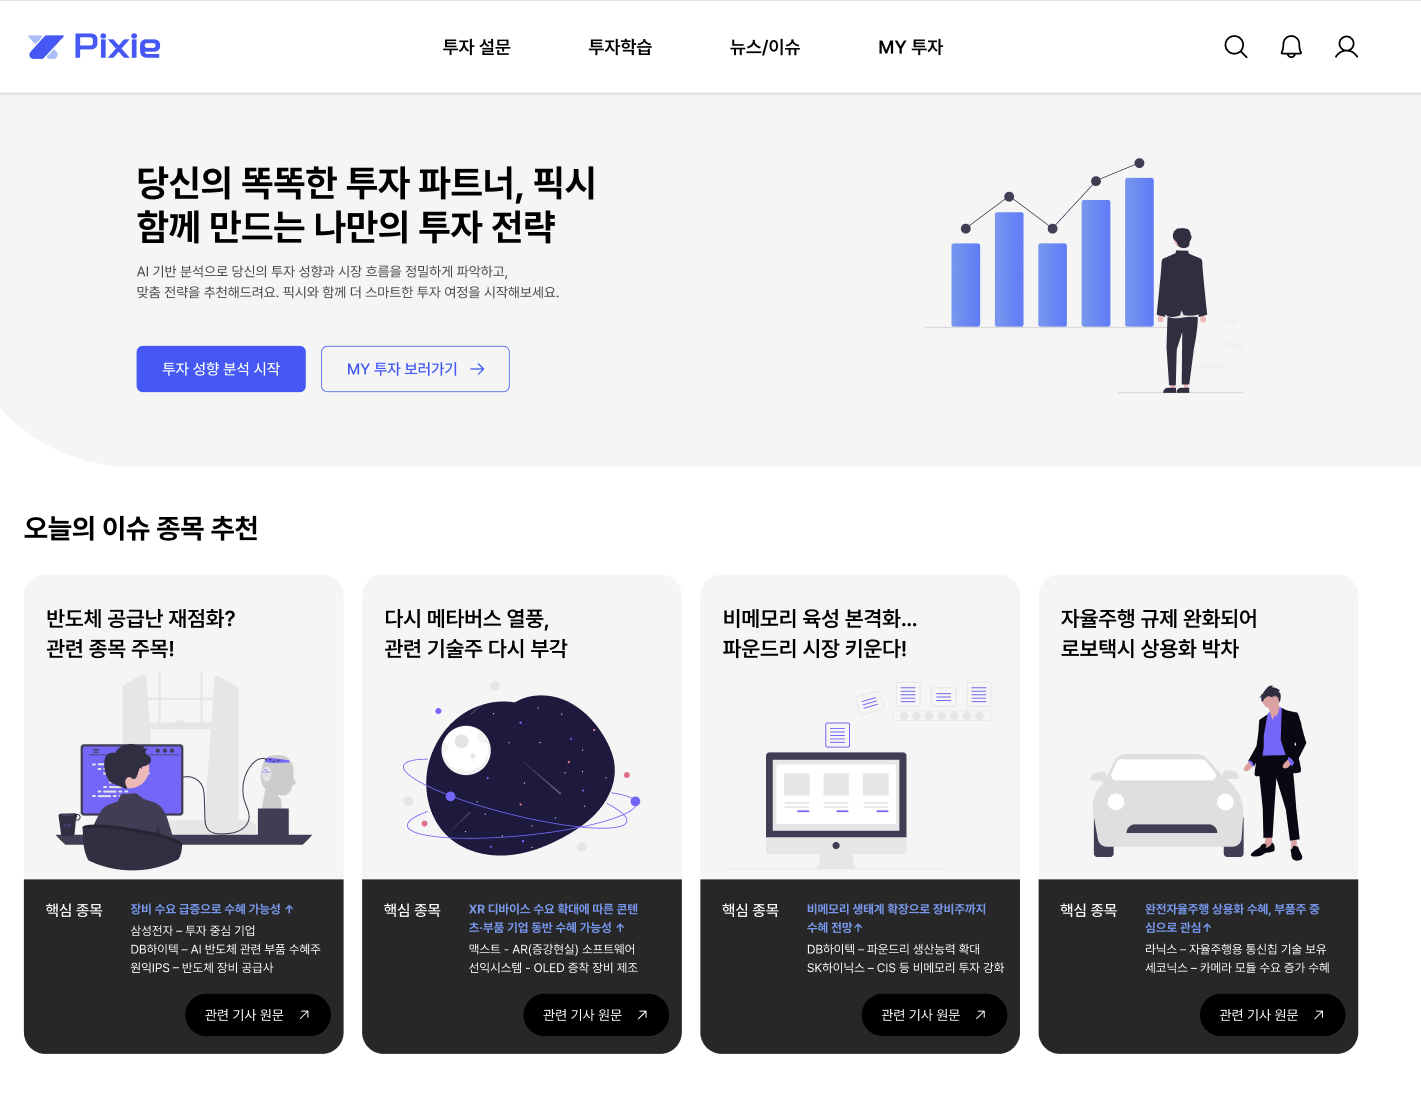 Pixie
투자 설문
투자학습
뉴스/이슈
MY 투자
당신의 똑똑한 투자 파트너, 픽시
함께 만드는 나만의 투자 전략
AI 기반 분석으로 당신의 투자 성향과 시장 흐름을 정밀하게 파악하고,
맞춤 전략을 추천해드려요. 픽시와 함께 더 스마트한 투자 여정을 시작해보세요.
투자 성향 분석 시작
MY 투자 보러가기 →
오늘의 이슈 종목 추천
반도체 공급난 재점화?
관련 종목 주목!
핵심 종목
장비 수요 급증으로 수혜 가능성 ↑
삼성전자 – 투자 중심 기업
DB하이텍 – AI 반도체 관련 부품 수혜주
원익IPS – 반도체 장비 공급사
관련 기사 원문 ↗
다시 메타버스 열풍,
관련 기술주 다시 부각
핵심 종목
XR 디바이스 수요 확대에 따른 콘텐
츠·부품 기업 동반 수혜 가능성 ↑
맥스트 - AR(증강현실) 소프트웨어
선익시스템 - OLED 증착 장비 제조
관련 기사 원문 ↗
비메모리 육성 본격화...
파운드리 시장 키운다!
핵심 종목
비메모리 생태계 확장으로 장비주까지
수혜 전망↑
DB하이텍 – 파운드리 생산능력 확대
SK하이닉스 – CIS 등 비메모리 투자 강화
관련 기사 원문 ↗
자율주행 규제 완화되어
로보택시 상용화 박차
핵심 종목
완전자율주행 상용화 수혜, 부품주 중
심으로 관심↑
라닉스 – 자율주행용 통신칩 기술 보유
세코닉스 – 카메라 모듈 수요 증가 수혜
관련 기사 원문 ↗